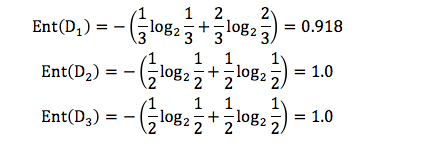 Ent(D₁) = −(1/3 log₂ 1/3 + 2/3 log₂ 2/3) = 0.918
Ent(D₂) = −(1/2 log₂ 1/2 + 1/2 log₂ 1/2) = 1.0
Ent(D₃) = −(1/2 log₂ 1/2 + 1/2 log₂ 1/2) = 1.0